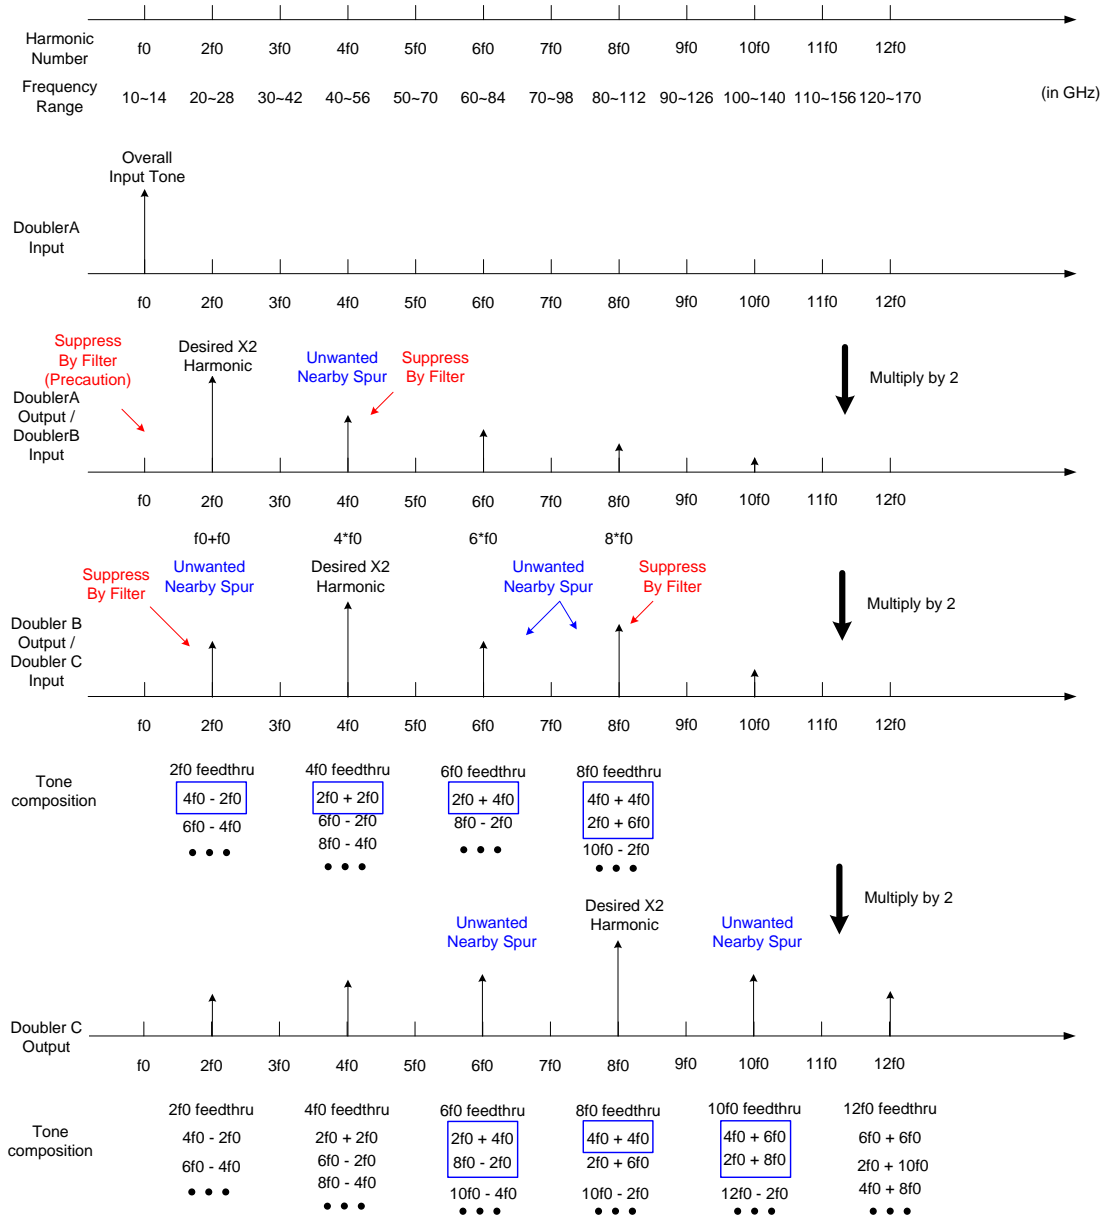 Harmonic
Number
f0 2f0 3f0 4f0 5f0 6f0 7f0 8f0 9f0 10f0 11f0 12f0
Frequency
Range
10~14 20~28 30~42 40~56 50~70 60~84 70~98 80~112 90~126 100~140 110~156 120~170
(in GHz)
Overall
Input Tone
DoublerA
Input
f0 2f0 3f0 4f0 5f0 6f0 7f0 8f0 9f0 10f0 11f0 12f0
Suppress
By Filter
(Precaution)
Desired X2
Harmonic
Unwanted
Nearby Spur
Suppress
By Filter
Multiply by 2
DoublerA
Output /
DoublerB
Input
f0 2f0 3f0 4f0 5f0 6f0 7f0 8f0 9f0 10f0 11f0 12f0
f0+f0 4*f0 6*f0 8*f0
Suppress
By Filter
Unwanted
Nearby Spur
Desired X2
Harmonic
Unwanted
Nearby Spur
Suppress
By Filter
Multiply by 2
Doubler B
Output /
Doubler C
Input
f0 2f0 3f0 4f0 5f0 6f0 7f0 8f0 9f0 10f0 11f0 12f0
Tone
composition
2f0 feedthru
4f0 - 2f0
6f0 - 4f0
4f0 feedthru
2f0 + 2f0
6f0 - 2f0
8f0 - 4f0
6f0 feedthru
2f0 + 4f0
8f0 - 2f0
8f0 feedthru
4f0 + 4f0
2f0 + 6f0
10f0 - 2f0
Multiply by 2
Unwanted
Nearby Spur
Desired X2
Harmonic
Unwanted
Nearby Spur
Doubler C
Output
f0 2f0 3f0 4f0 5f0 6f0 7f0 8f0 9f0 10f0 11f0 12f0
Tone
composition
2f0 feedthru
4f0 - 2f0
6f0 - 4f0
4f0 feedthru
2f0 + 2f0
6f0 - 2f0
8f0 - 4f0
6f0 feedthru
2f0 + 4f0
8f0 - 2f0
10f0 - 4f0
8f0 feedthru
4f0 + 4f0
2f0 + 6f0
10f0 - 2f0
10f0 feedthru
4f0 + 6f0
2f0 + 8f0
12f0 - 2f0
12f0 feedthru
6f0 + 6f0
2f0 + 10f0
4f0 + 8f0